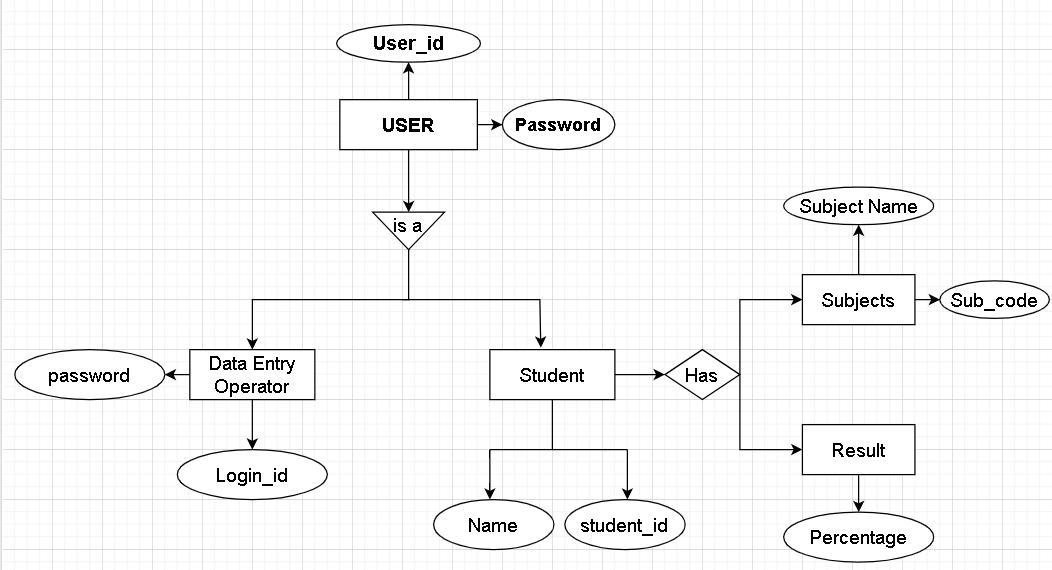 User_id
USER
Password
is a
Subject Name
Subjects
Sub_code
password
Data Entry
Operator
Student
Has
Login_id
Result
Name
student_id
Percentage